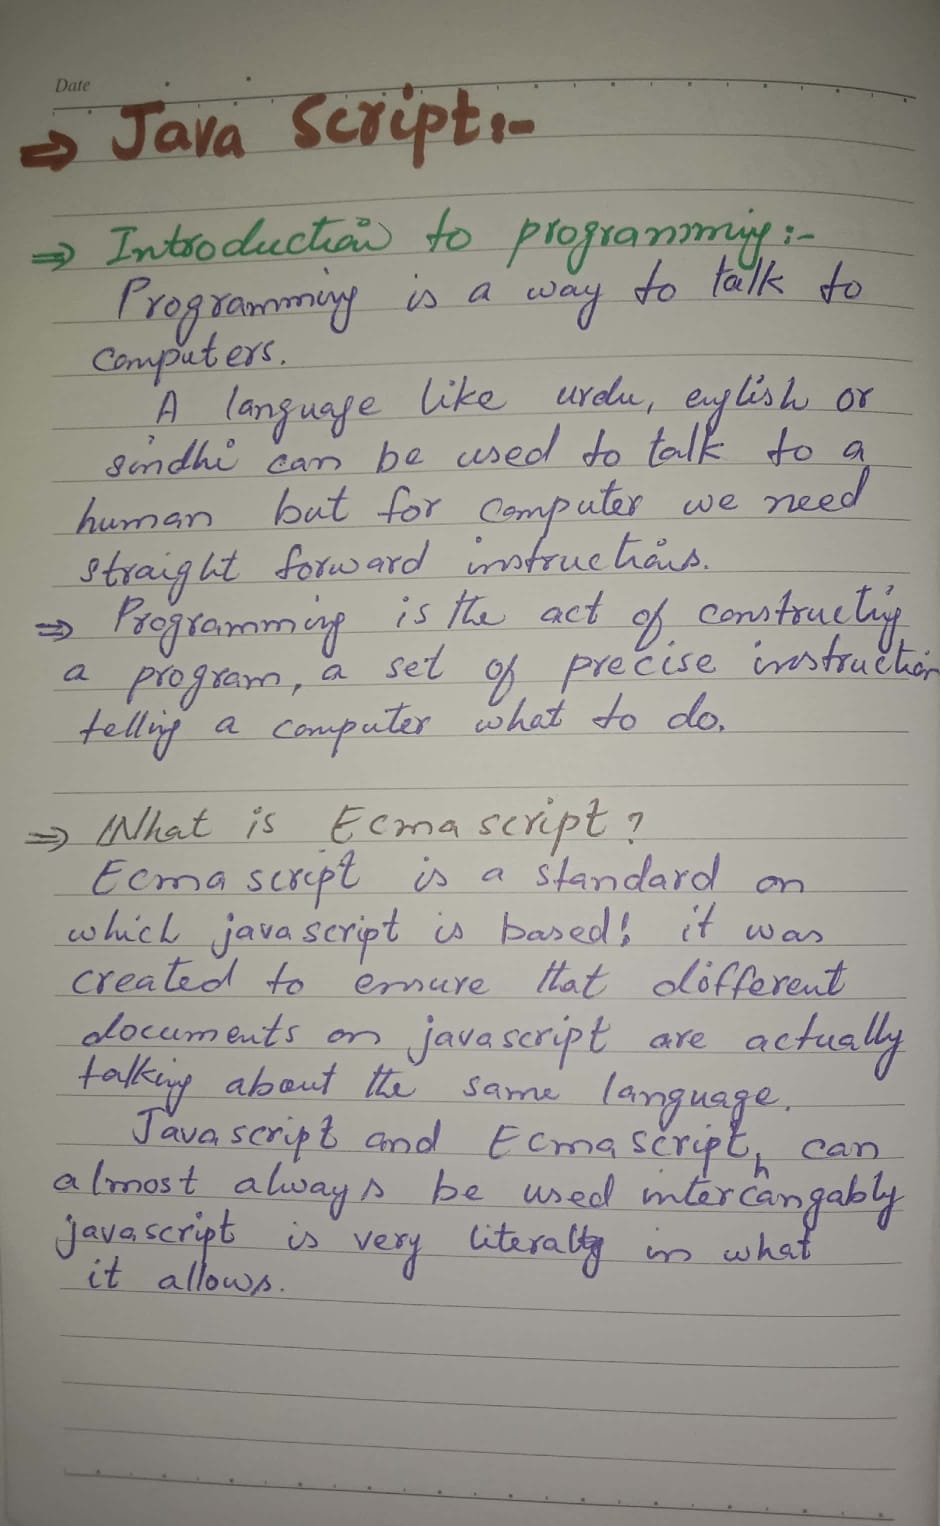 Date
⇒ Java Script:-
⇒ Introduction to programming:-
Programming is a way to talk to
computers.
A language like urdu, english or
sindhi can be used to talk to a
human but for computer we need
straight forward instructions.
⇒ Programming is the act of constructing
a program, a set of precise instruction
telling a computer what to do.
⇒ What is Ecma script?
Ecma script is a standard on
which java script is based! it was
created to ensure that different
documents on javascript are actually
talking about the same language.
Java script and Ecma script, can
almost always be used interchangably
javascript is very literally in what
it allows.